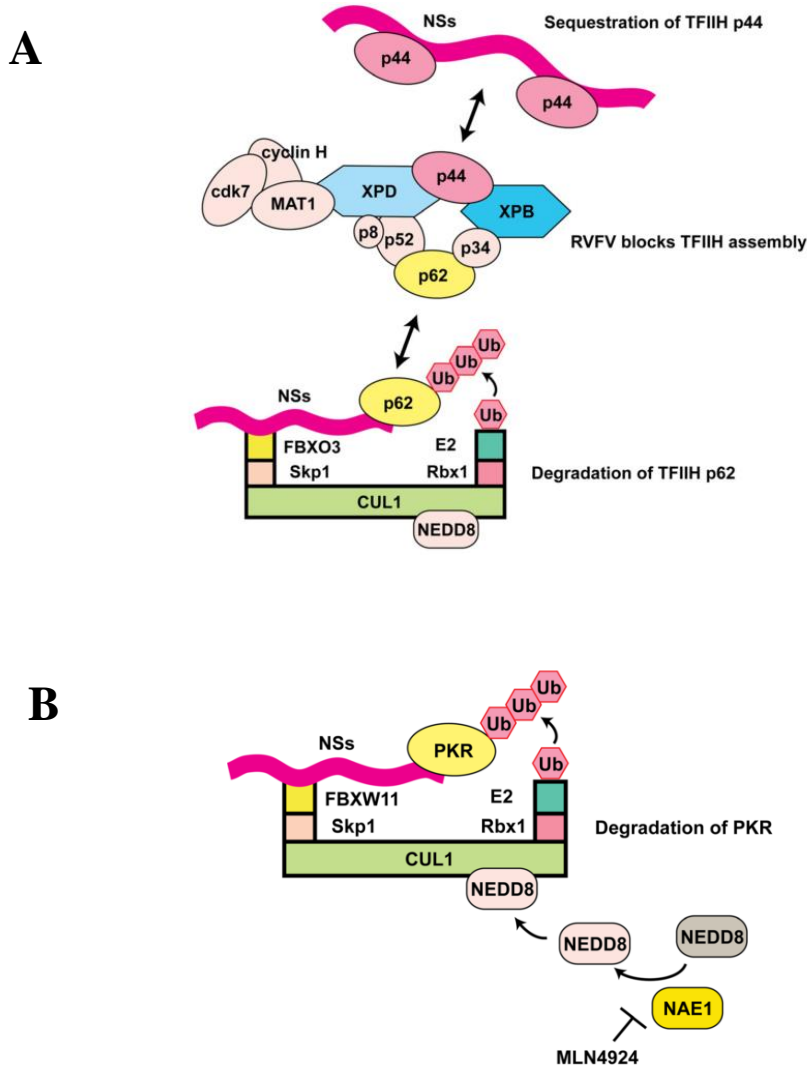 A
NSs
Sequestration of TFIIH p44
p44
p44
cyclin H
cdk7
MAT1
XPD
p44
XPB
p8
p52
p34
p62
RVFV blocks TFIIH assembly
NSs
p62
Ub
Ub
Ub
Ub
FBXO3
E2
Skp1
Rbx1
Degradation of TFIIH p62
CUL1
NEDD8
B
NSs
PKR
Ub
Ub
Ub
Ub
FBXW11
E2
Skp1
Rbx1
Degradation of PKR
CUL1
NEDD8
NEDD8
NEDD8
NAE1
MLN4924